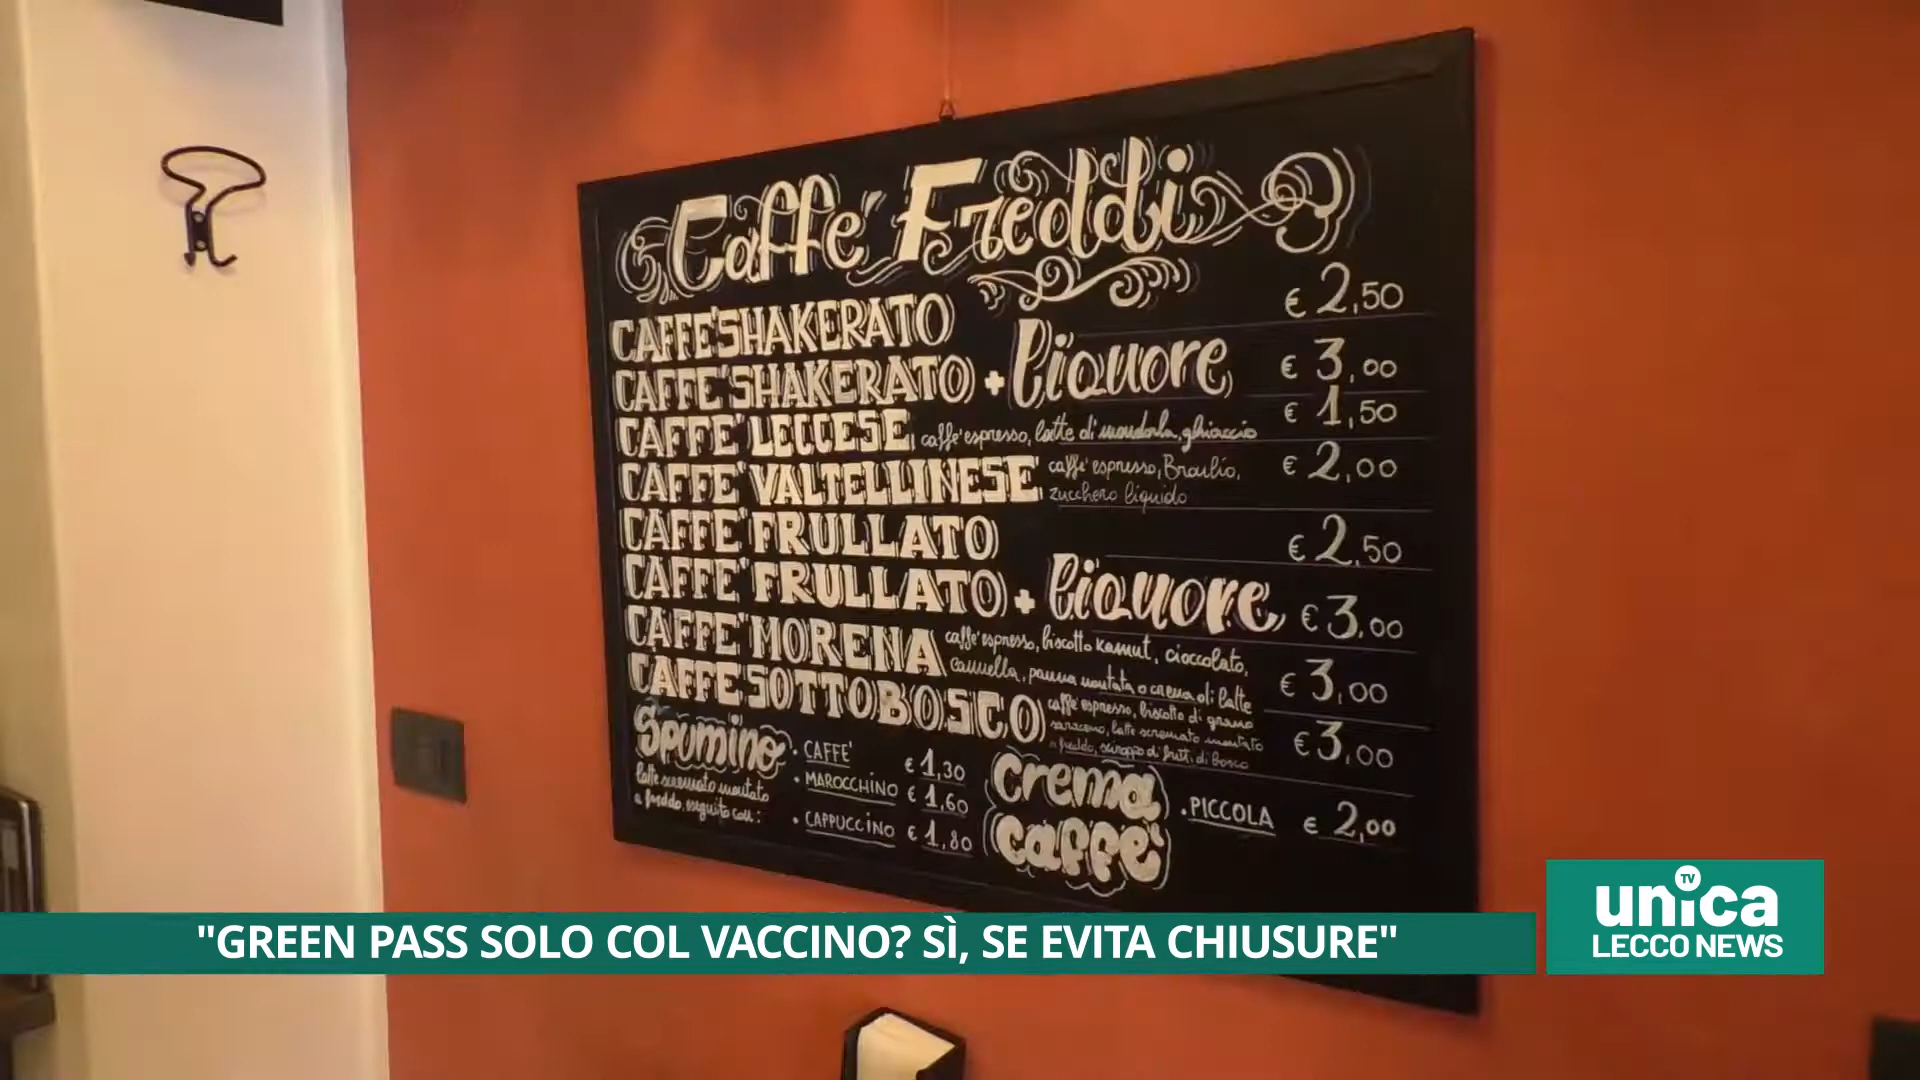 Caffe' Freddi
CAFFE' SHAKERATO € 2,50
CAFFE' SHAKERATO + liquore € 3,00
CAFFE' LECCESE caffe' espresso, latte di mandorla, ghiaccio € 1,50
CAFFE' VALTELLINESE caffe' espresso, Braulio, € 2,00
zucchero liquido
CAFFE' FRULLATO € 2,50
CAFFE' FRULLATO + liquore € 3,00
CAFFE' MORENA caffe' espresso, biscotto kamut, cioccolato,
cannella, panna montata o crema di latte € 3,00
CAFFE' SOTTOBOSCO caffe' espresso, biscotto di grano
saraceno, latte scremato montato € 3,00
a freddo, sciroppo di frutti di bosco
Spumino
latte scremato montato
a freddo, eseguito con:
• CAFFE' € 1,30
• MAROCCHINO € 1,60
• CAPPUCCINO € 1,80
crema
caffe'
• PICCOLA € 2,00
"GREEN PASS SOLO COL VACCINO? SÌ, SE EVITA CHIUSURE"
unica TV
LECCO NEWS